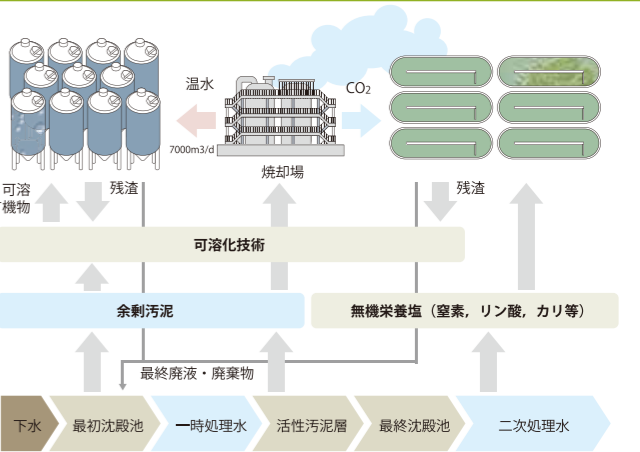 温水
CO2
7000m3/d
焼却場
可溶
機物
残渣
残渣
可溶化技術
余剰汚泥
無機栄養塩（窒素，リン酸，カリ等）
最終廃液・廃棄物
下水
最初沈殿池
一時処理水
活性汚泥層
最終沈殿池
二次処理水